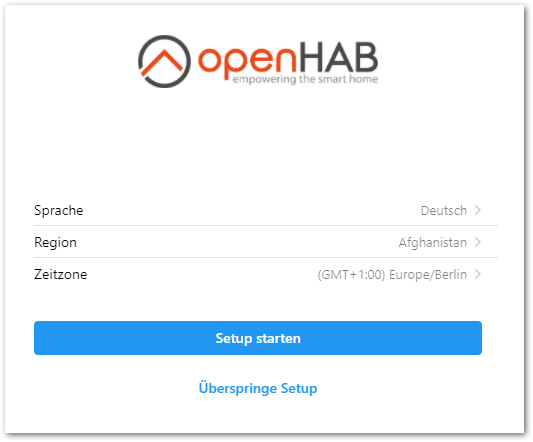 openHAB
empowering the smart home
Sprache Deutsch
Region Afghanistan
Zeitzone (GMT+1:00) Europe/Berlin
Setup starten
Überspringe Setup